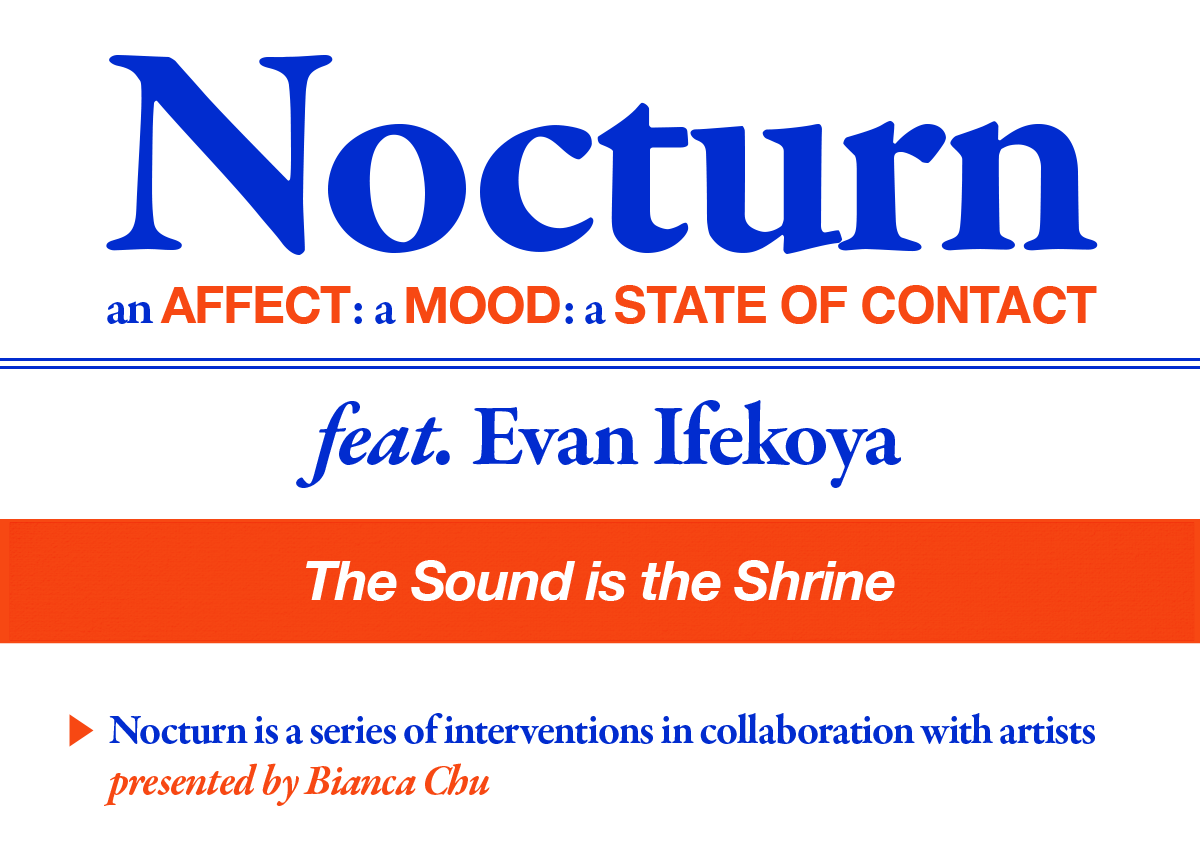 Nocturn
an AFFECT: a MOOD: a STATE OF CONTACT
feat. Evan Ifekoya
The Sound is the Shrine
Nocturn is a series of interventions in collaboration with artists
presented by Bianca Chu